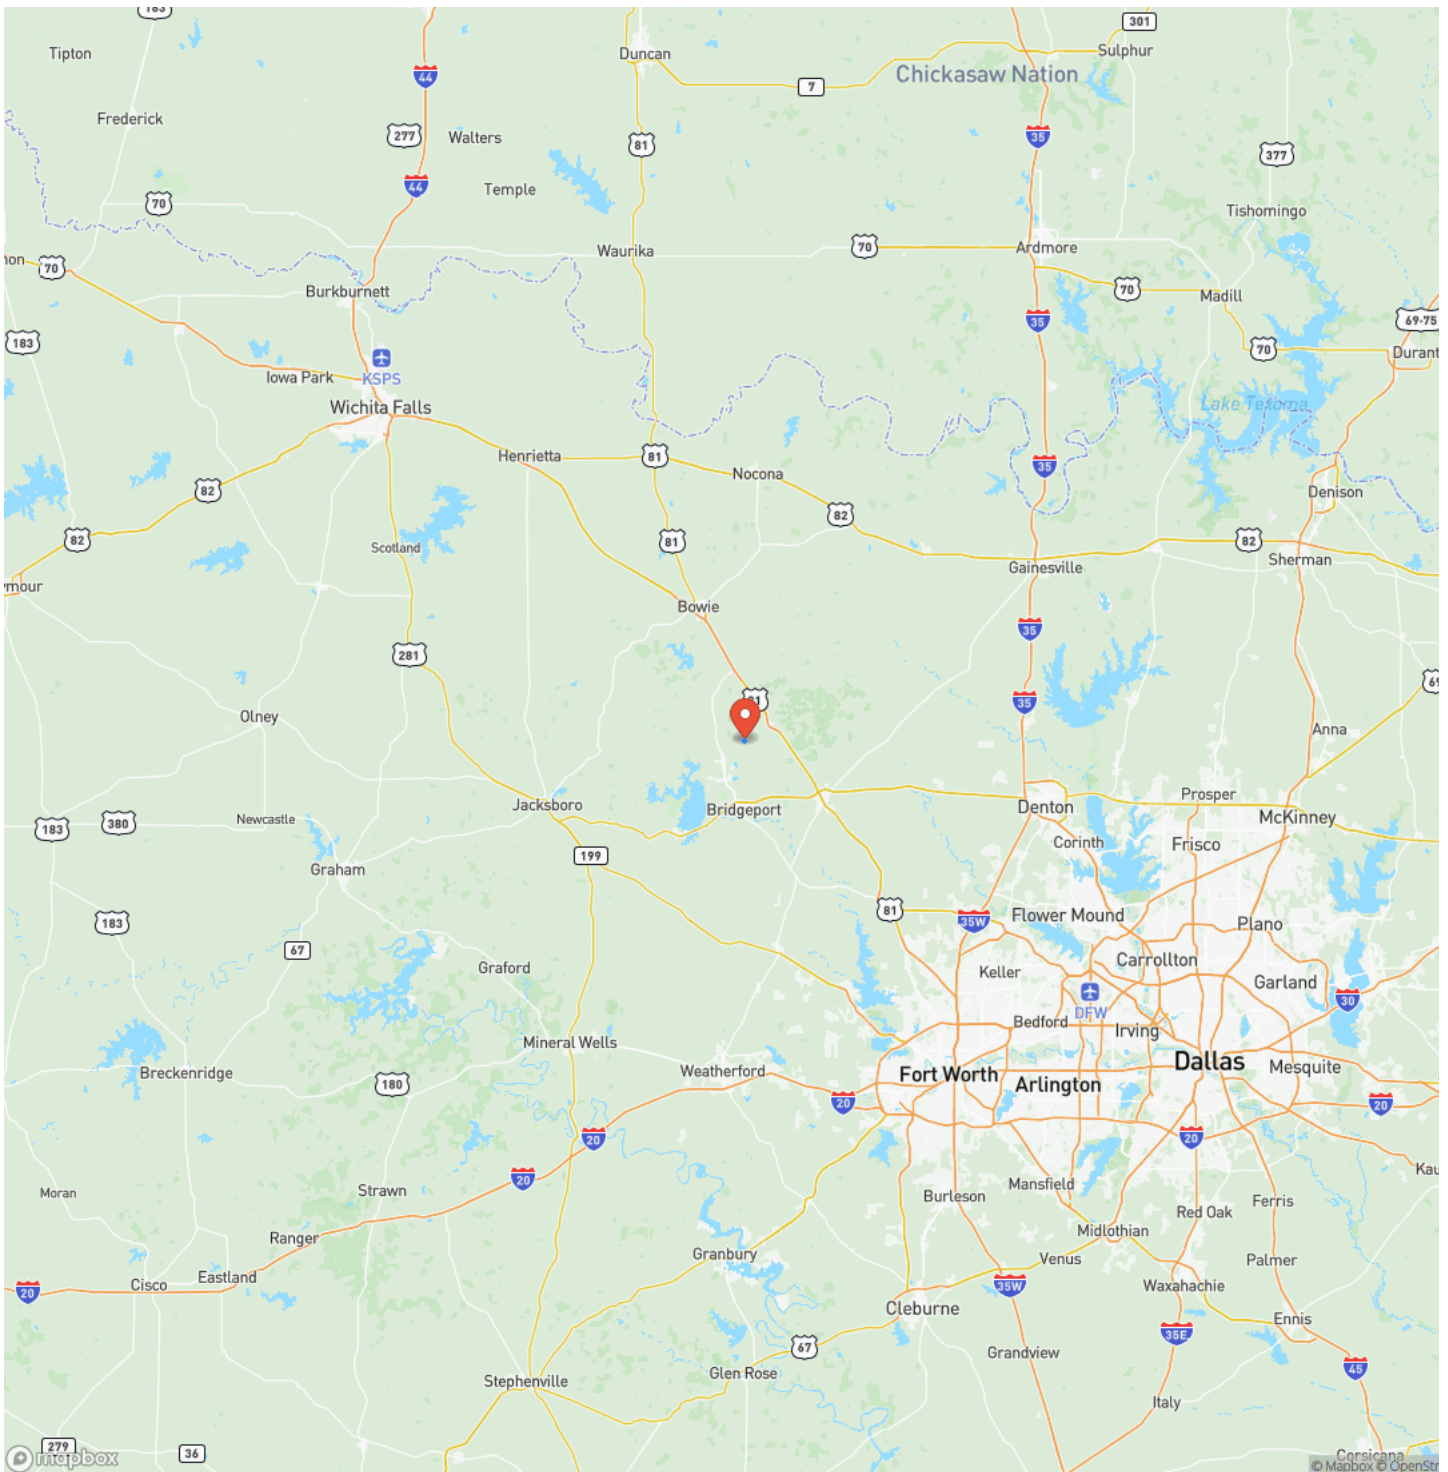 183
301
Tipton
Duncan
Sulphur
44
Chickasaw Nation
7
Frederick
277
Walters
81
35
377
44
Temple
70
Tishomingo
Waurika
70
Ardmore
non
70
Burkburnett
70
Madill
183
35
69-75
KSPS
70
Durant
Iowa Park
Wichita Falls
Lake Texoma
Henrietta
81
35
Nocona
82
82
Denison
82
81
82
Scotland
Sherman
ymour
Gainesville
Bowie
35
281
69
81
35
Olney
Anna
Jacksboro
Bridgeport
Denton
Prosper
183
380
Newcastle
McKinney
Corinth
Frisco
199
Graham
81
35W
Flower Mound
183
67
Plano
Graford
Keller
Carrollton
Garland
DFW
30
Bedford
Irving
Mineral Wells
Dallas
Breckenridge
180
Weatherford
Fort Worth
Arlington
Mesquite
20
20
20
20
20
Kau
Moran
Strawn
Burleson
Mansfield
Red Oak
Ferris
Ranger
Midlothian
Granbury
Venus
Palmer
20
Cisco
Eastland
35W
Waxahachie
Cleburne
Ennis
67
35E
Grandview
45
Stephenville
Glen Rose
Italy
279
36
mapbox
Corsicana
© Mapbox © OpenStr